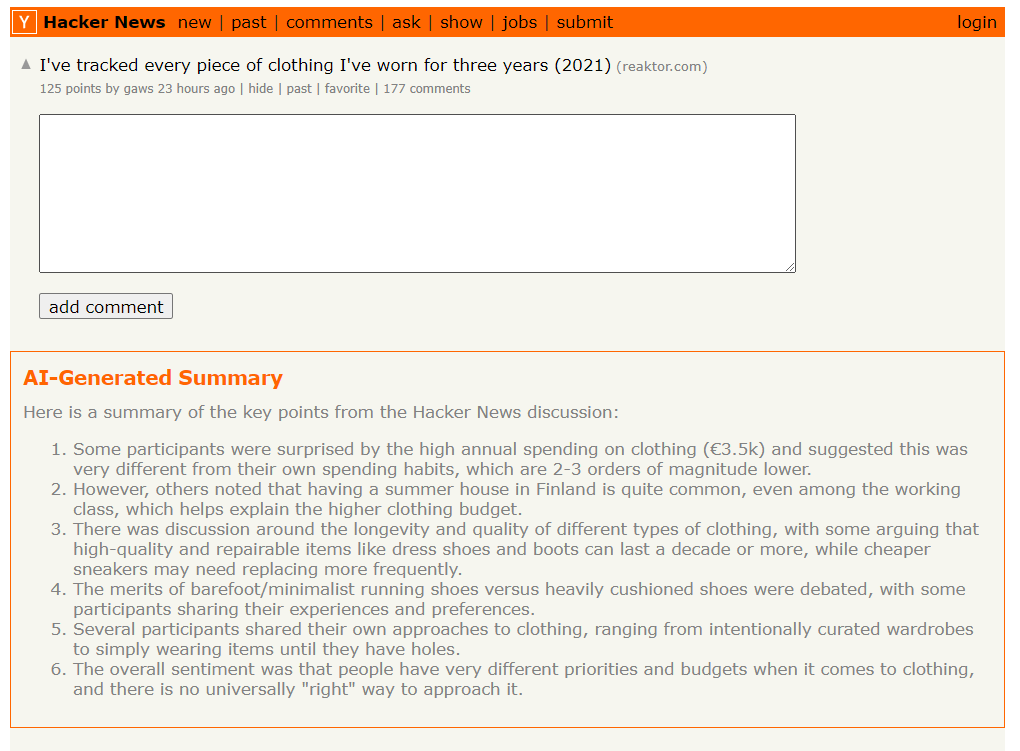 Y Hacker News new | past | comments | ask | show | jobs | submit login
▲ I've tracked every piece of clothing I've worn for three years (2021) (reaktor.com)
125 points by gaws 23 hours ago | hide | past | favorite | 177 comments
add comment
AI-Generated Summary
Here is a summary of the key points from the Hacker News discussion:
1. Some participants were surprised by the high annual spending on clothing (€3.5k) and suggested this was
very different from their own spending habits, which are 2-3 orders of magnitude lower.
2. However, others noted that having a summer house in Finland is quite common, even among the working
class, which helps explain the higher clothing budget.
3. There was discussion around the longevity and quality of different types of clothing, with some arguing that
high-quality and repairable items like dress shoes and boots can last a decade or more, while cheaper
sneakers may need replacing more frequently.
4. The merits of barefoot/minimalist running shoes versus heavily cushioned shoes were debated, with some
participants sharing their experiences and preferences.
5. Several participants shared their own approaches to clothing, ranging from intentionally curated wardrobes
to simply wearing items until they have holes.
6. The overall sentiment was that people have very different priorities and budgets when it comes to clothing,
and there is no universally "right" way to approach it.